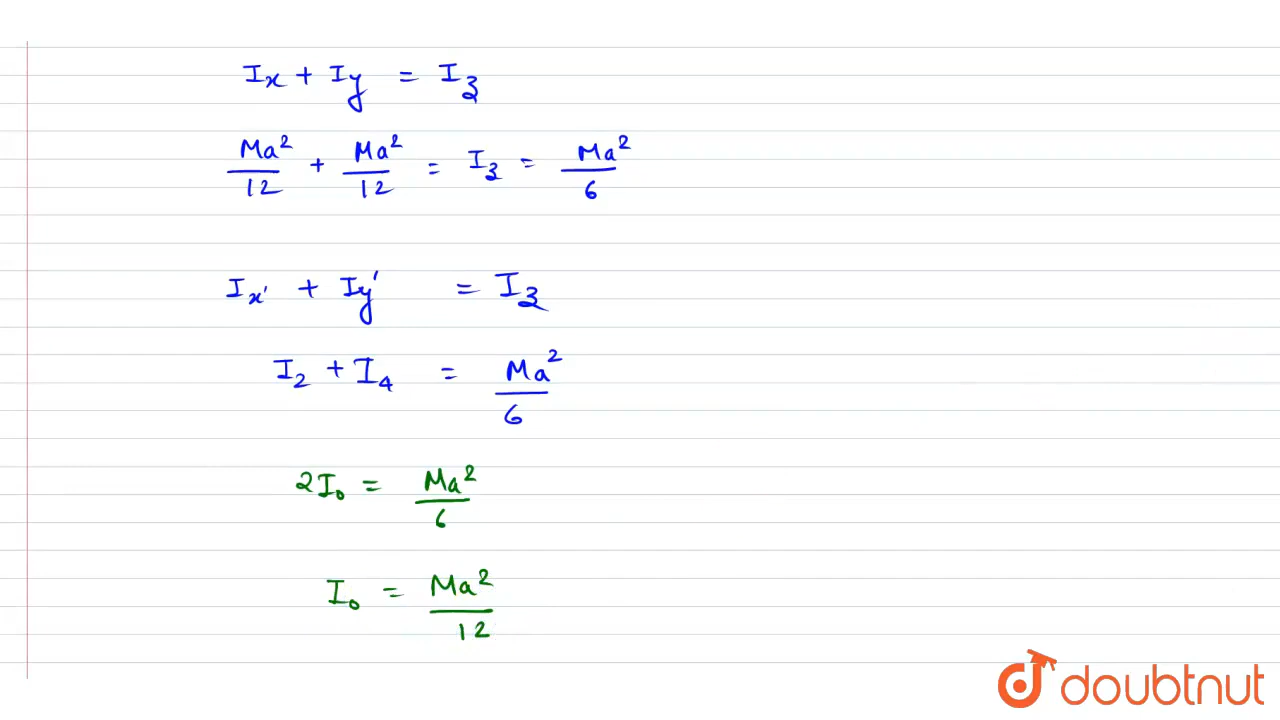 Ix + Iy = I3
Ma²/12 + Ma²/12 = I3 = Ma²/6
Ix' + Iy' = I3
I2 + I4 = Ma²/6
2I0 = Ma²/6
I0 = Ma²/12
doubtnut